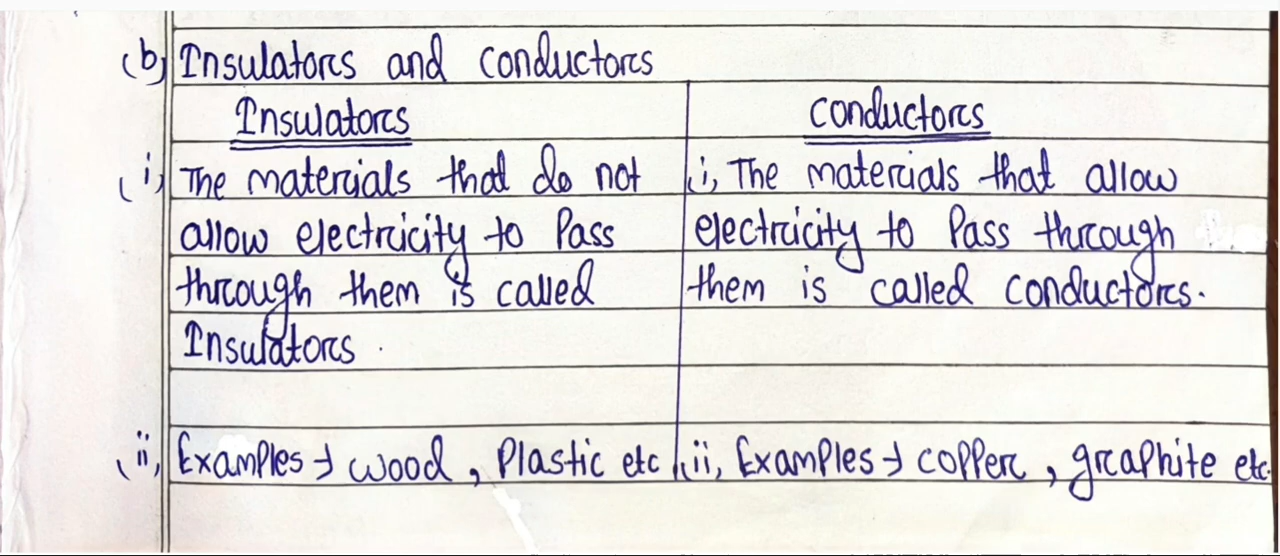 (b) Insulators and conductors
Insulators
(i) The materials that do not
allow electricity to Pass
through them is called
Insulators.
(ii) Examples → wood, Plastic etc
conductors
(i) The materials that allow
electricity to Pass through
them is called conductors.
(ii) Examples → copper, graphite etc.